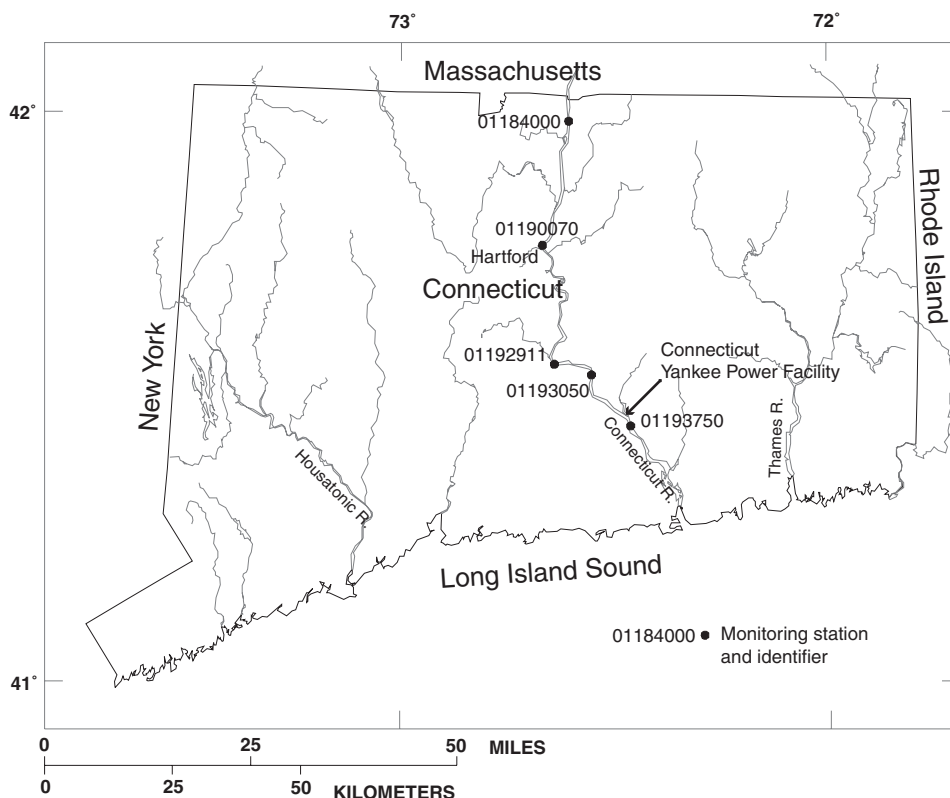 73°
72°
Massachusetts
42°
01184000
Rhode Island
01190070
Hartford
Connecticut
New York
01192911
Connecticut
Yankee Power Facility
01193050
01193750
Thames R.
Connecticut R.
Housatonic R.
Long Island Sound
01184000
Monitoring station
and identifier
41°
0 25 50 MILES
0 25 50 KILOMETERS